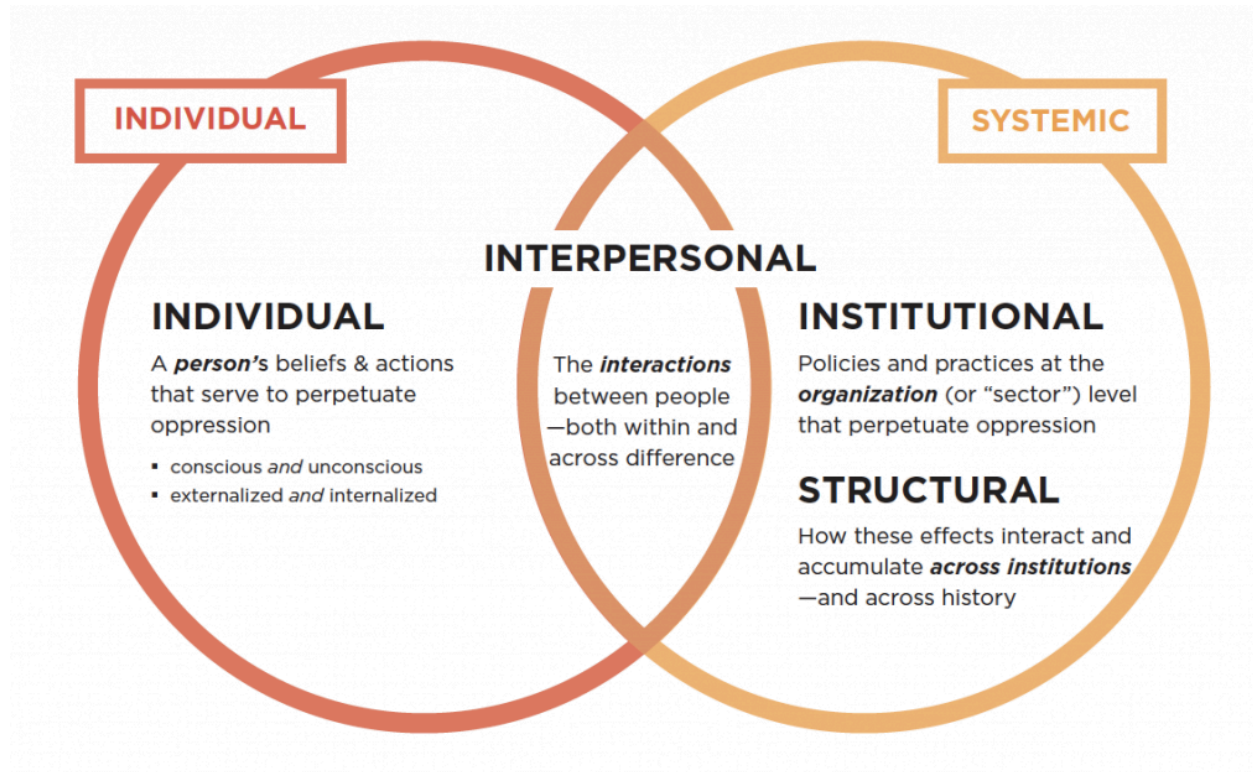 INDIVIDUAL
SYSTEMIC
INTERPERSONAL
INDIVIDUAL
A person's beliefs & actions
that serve to perpetuate
oppression
▪ conscious and unconscious
▪ externalized and internalized
The interactions
between people
—both within and
across difference
INSTITUTIONAL
Policies and practices at the
organization (or “sector”) level
that perpetuate oppression
STRUCTURAL
How these effects interact and
accumulate across institutions
—and across history